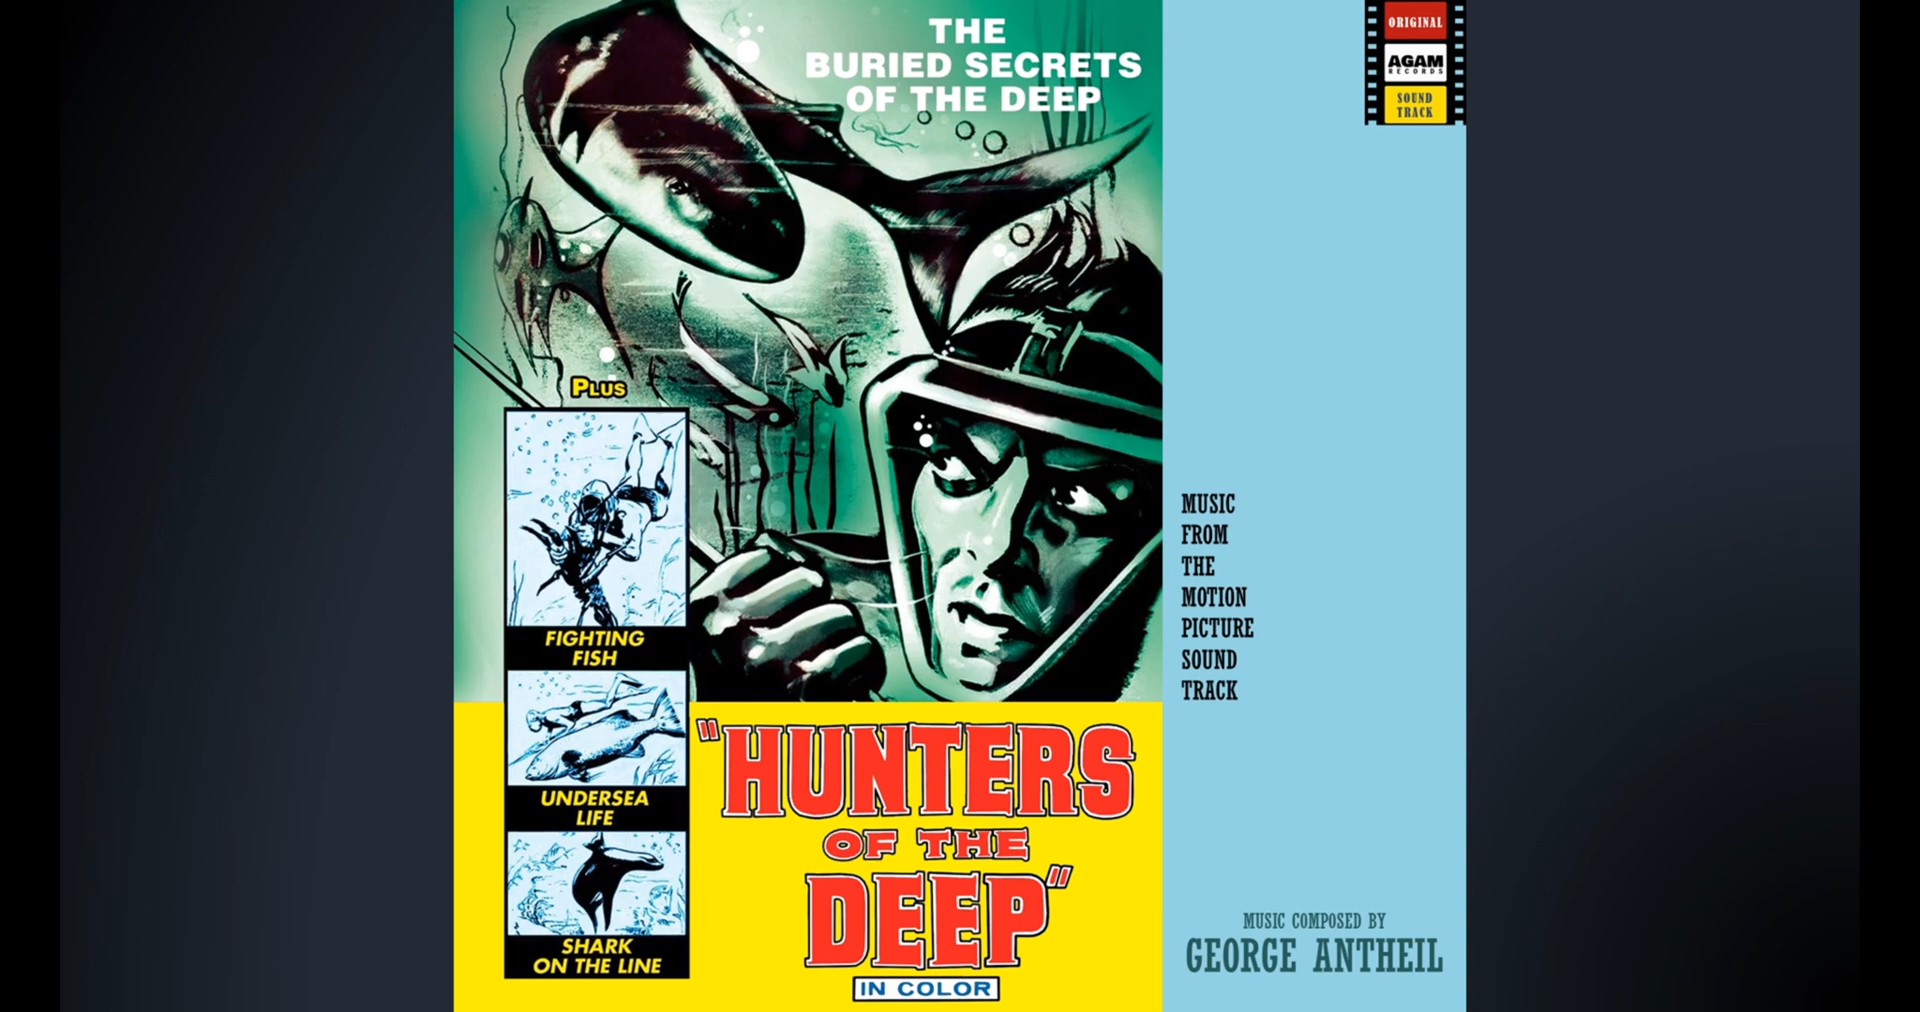 THE
BURIED SECRETS
OF THE DEEP
PLUS
FIGHTING
FISH
UNDERSEA
LIFE
SHARK
ON THE LINE
"HUNTERS
OF THE
DEEP"
IN COLOR
ORIGINAL
AGAM
RECORDS
SOUND
TRACK
MUSIC
FROM
THE
MOTION
PICTURE
SOUND
TRACK
MUSIC COMPOSED BY
GEORGE ANTHEIL